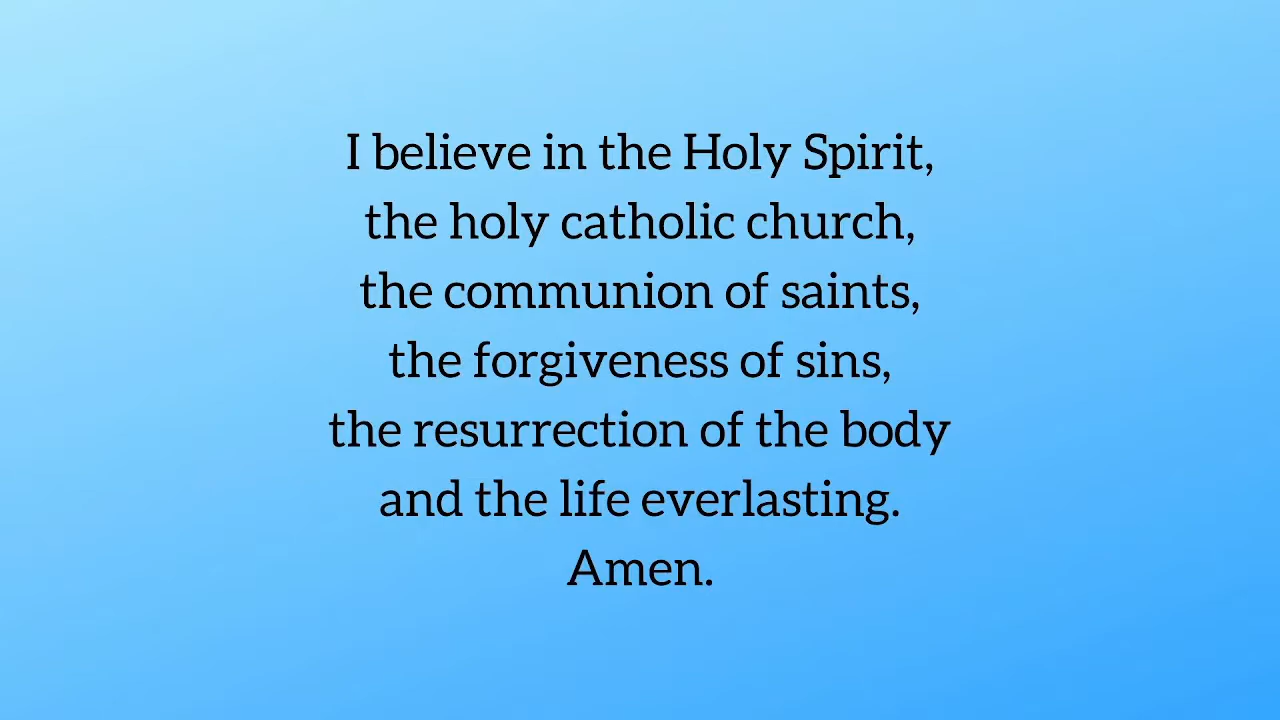 I believe in the Holy Spirit,
the holy catholic church,
the communion of saints,
the forgiveness of sins,
the resurrection of the body
and the life everlasting.
Amen.